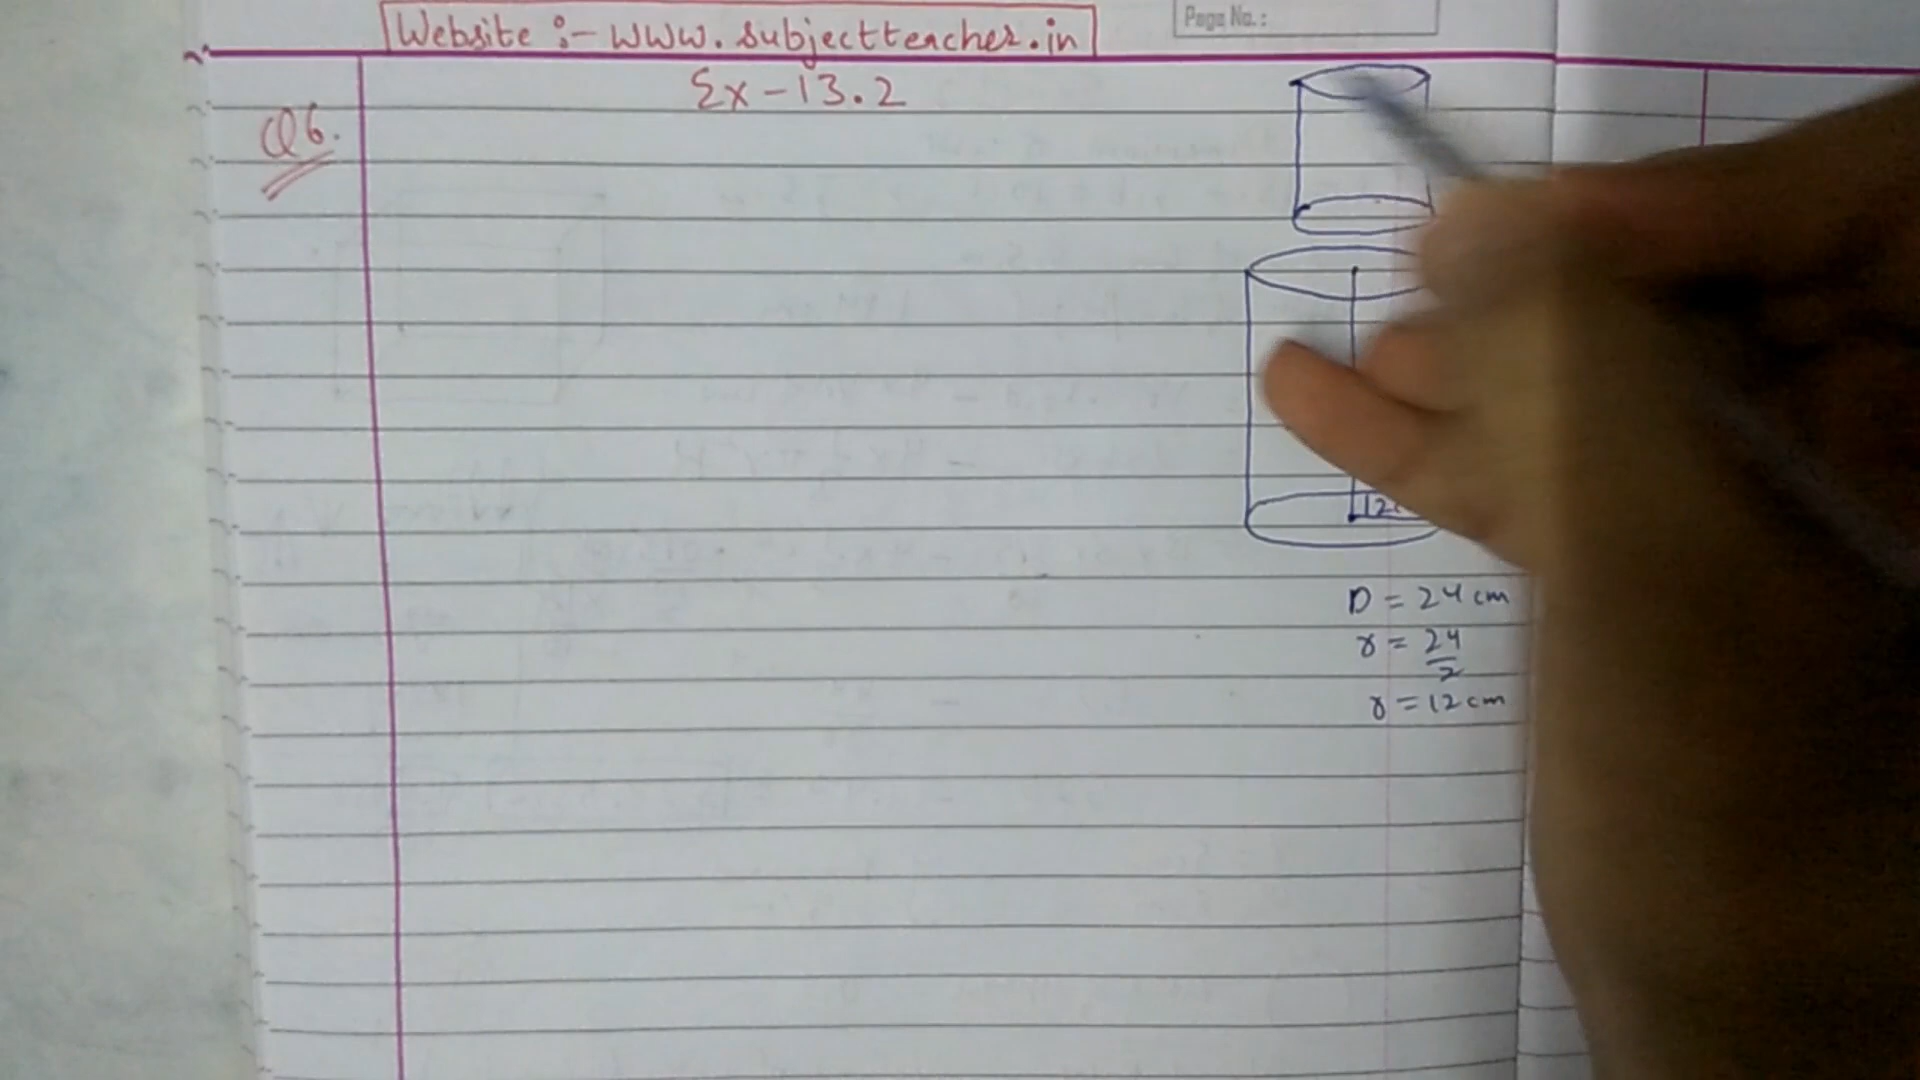 Website :- www.subjectteacher.in
Page No.:
Ex-13.2
Q6.
D = 24 cm
r = 24/2
r = 12 cm